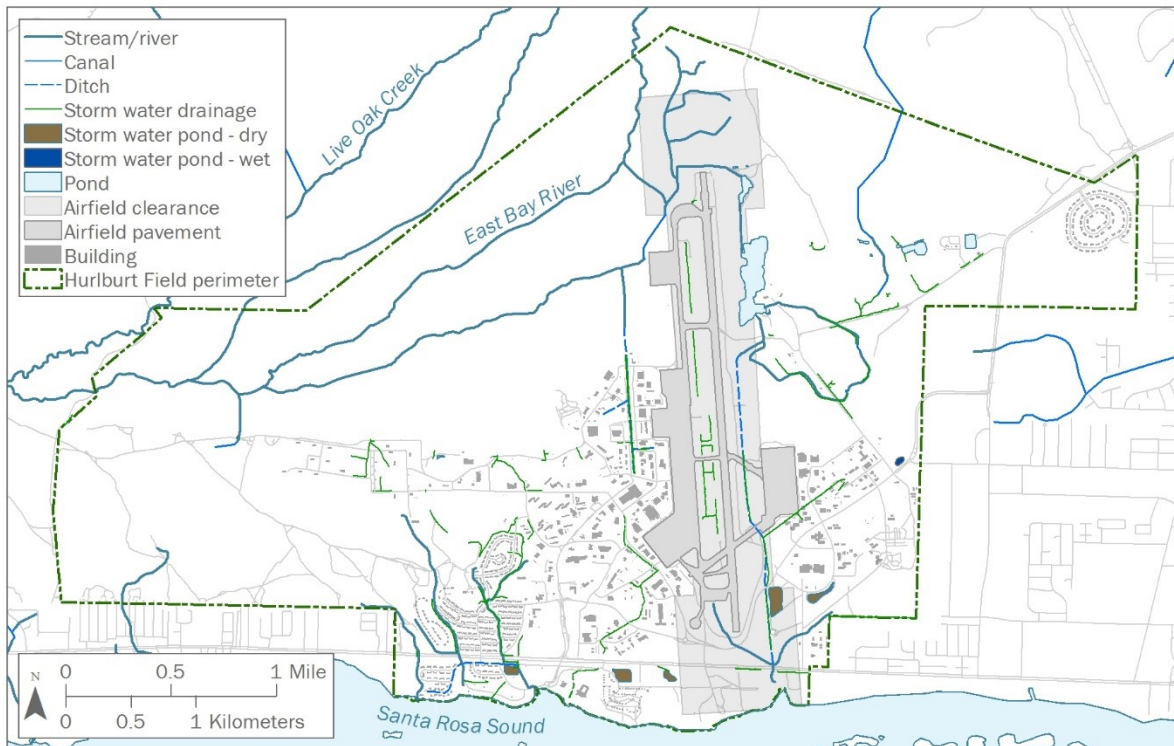 Stream/river
Canal
Ditch
Storm water drainage
Storm water pond - dry
Storm water pond - wet
Pond
Airfield clearance
Airfield pavement
Building
Hurlburt Field perimeter
Live Oak Creek
East Bay River
N
0 0.5 1 Mile
0 0.5 1 Kilometers
Santa Rosa Sound